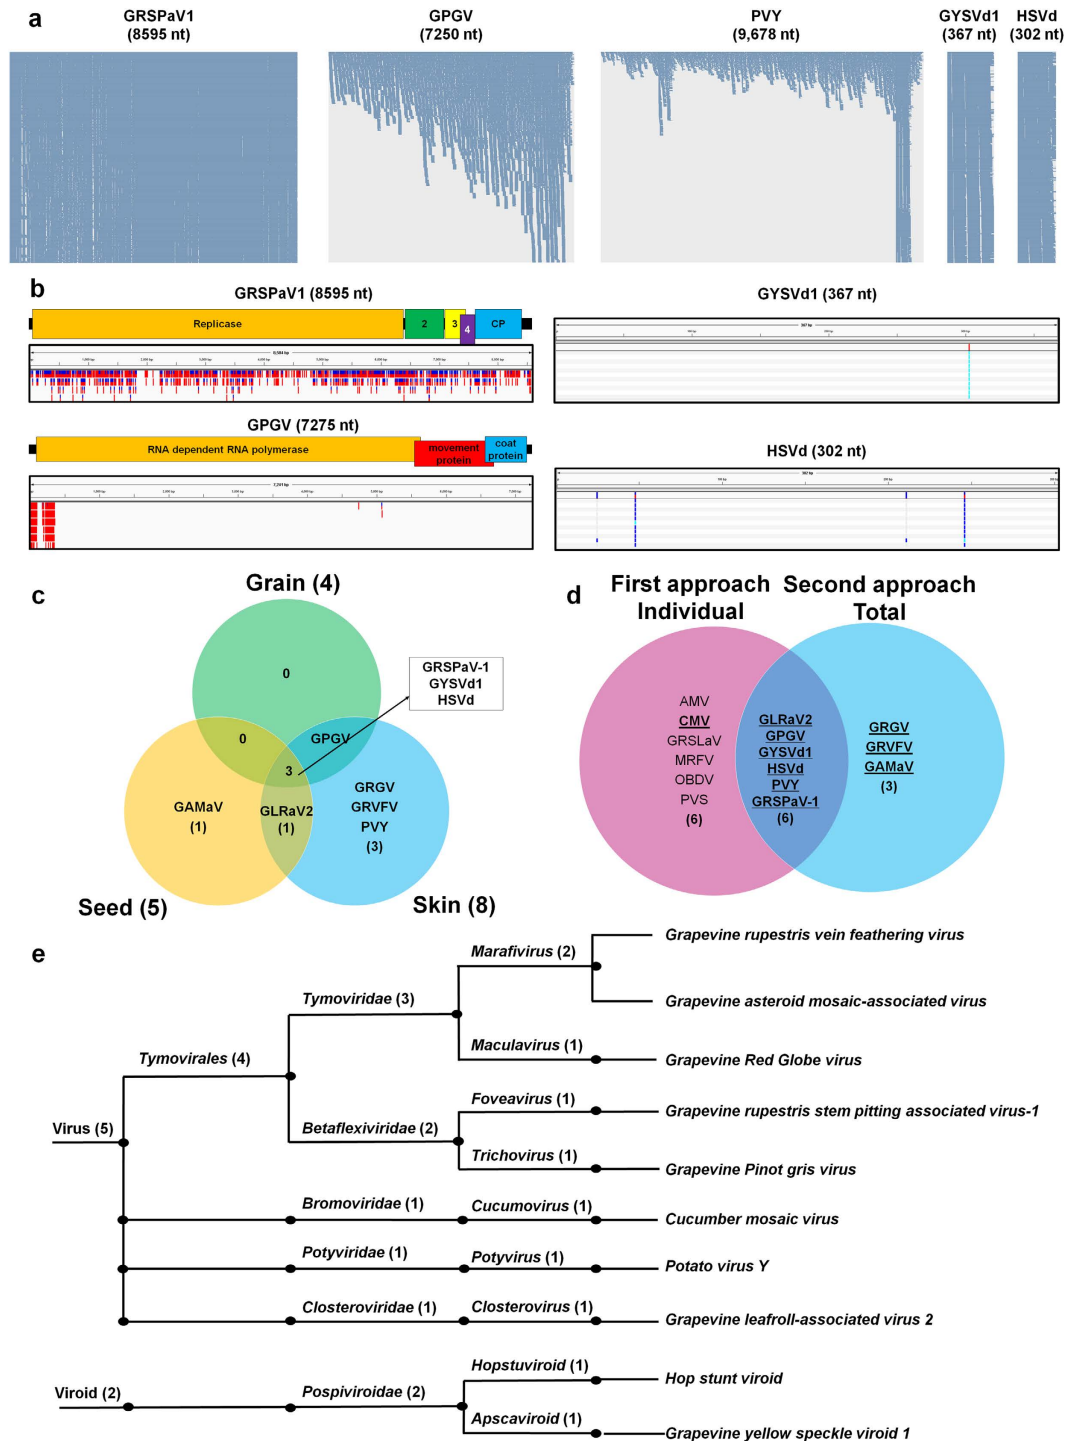 a
GRSPaV1
(8595 nt)
GPGV
(7250 nt)
PVY
(9,678 nt)
GYSVd1
(367 nt)
HSVd
(302 nt)
b
GRSPaV1 (8595 nt)
Replicase
2
3
4
CP
GYSVd1 (367 nt)
GPGV (7275 nt)
RNA dependent RNA polymerase
movement
protein
coat
protein
HSVd (302 nt)
c
Grain (4)
0
GRSPaV-1
GYSVd1
HSVd
0
GPGV
3
GAMaV
(1)
GLRaV2
(1)
GRGV
GRVFV
PVY
(3)
Seed (5)
Skin (8)
d
First approach
Individual
Second approach
Total
AMV
CMV
GRSLaV
MRFV
OBDV
PVS
(6)
GLRaV2
GPGV
GYSVd1
HSVd
PVY
GRSPaV-1
(6)
GRGV
GRVFV
GAMaV
(3)
e
Virus (5)
Tymovirales (4)
Tymoviridae (3)
Marafivirus (2)
Grapevine rupestris vein feathering virus
Grapevine asteroid mosaic-associated virus
Maculavirus (1)
Grapevine Red Globe virus
Betaflexiviridae (2)
Foveavirus (1)
Grapevine rupestris stem pitting associated virus-1
Trichovirus (1)
Grapevine Pinot gris virus
Bromoviridae (1)
Cucumovirus (1)
Cucumber mosaic virus
Potyviridae (1)
Potyvirus (1)
Potato virus Y
Closteroviridae (1)
Closterovirus (1)
Grapevine leafroll-associated virus 2
Viroid (2)
Pospiviroidae (2)
Hopstuviroid (1)
Hop stunt viroid
Apscaviroid (1)
Grapevine yellow speckle viroid 1